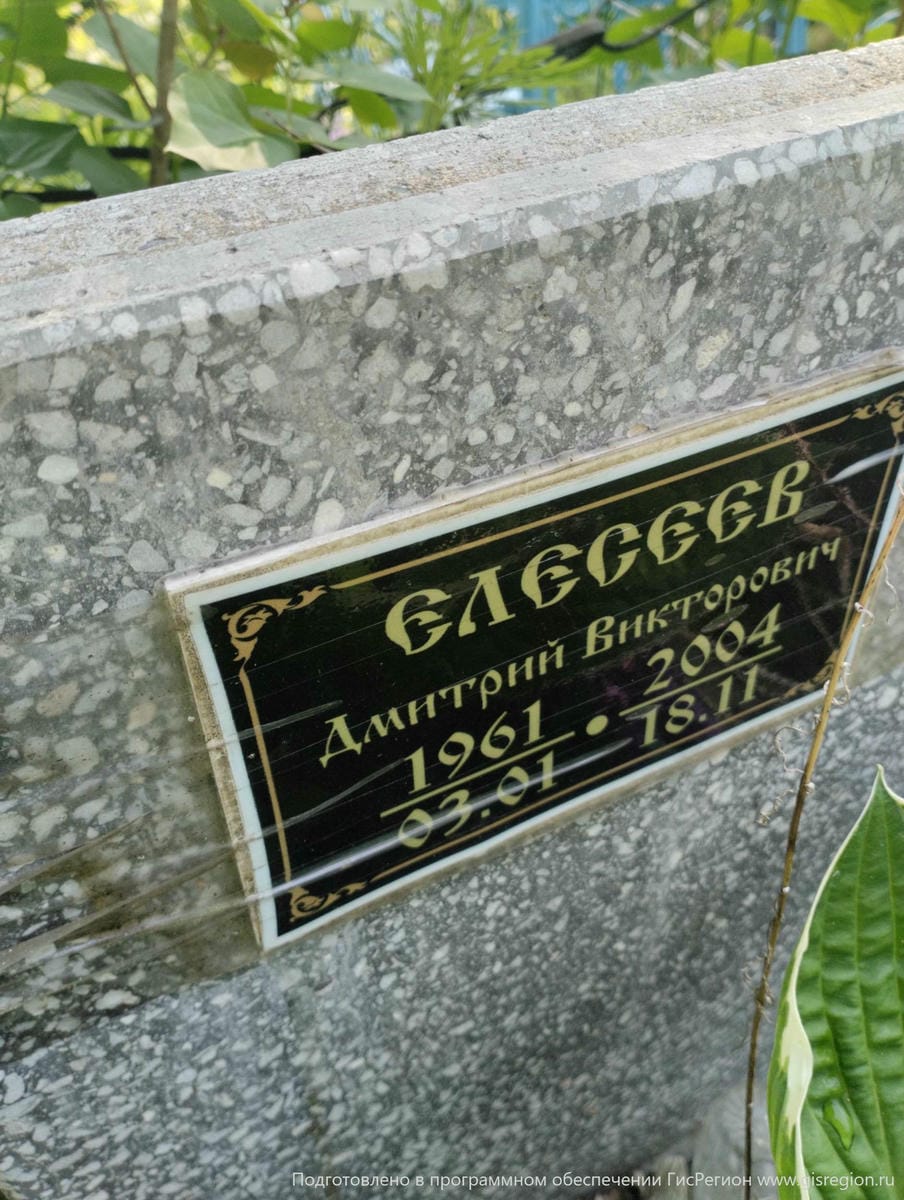 ЕЛЕСЕЕВ
Дмитрий Викторович
1961 • 2004
03.01 18.11
Подготовлено в программном обеспечении ГисРегион www.gisregion.ru